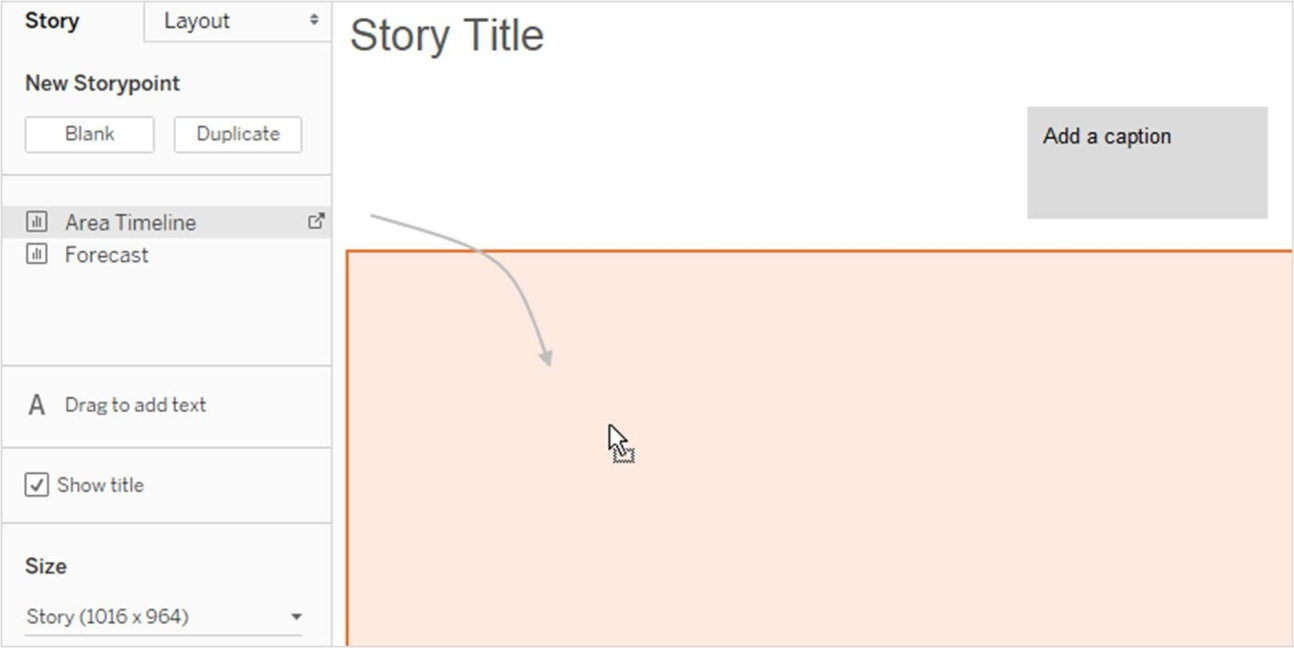 Story
Layout
New Storypoint
Blank
Duplicate
Area Timeline
Forecast
A Drag to add text
Show title
Size
Story (1016 x 964)
Story Title
Add a caption